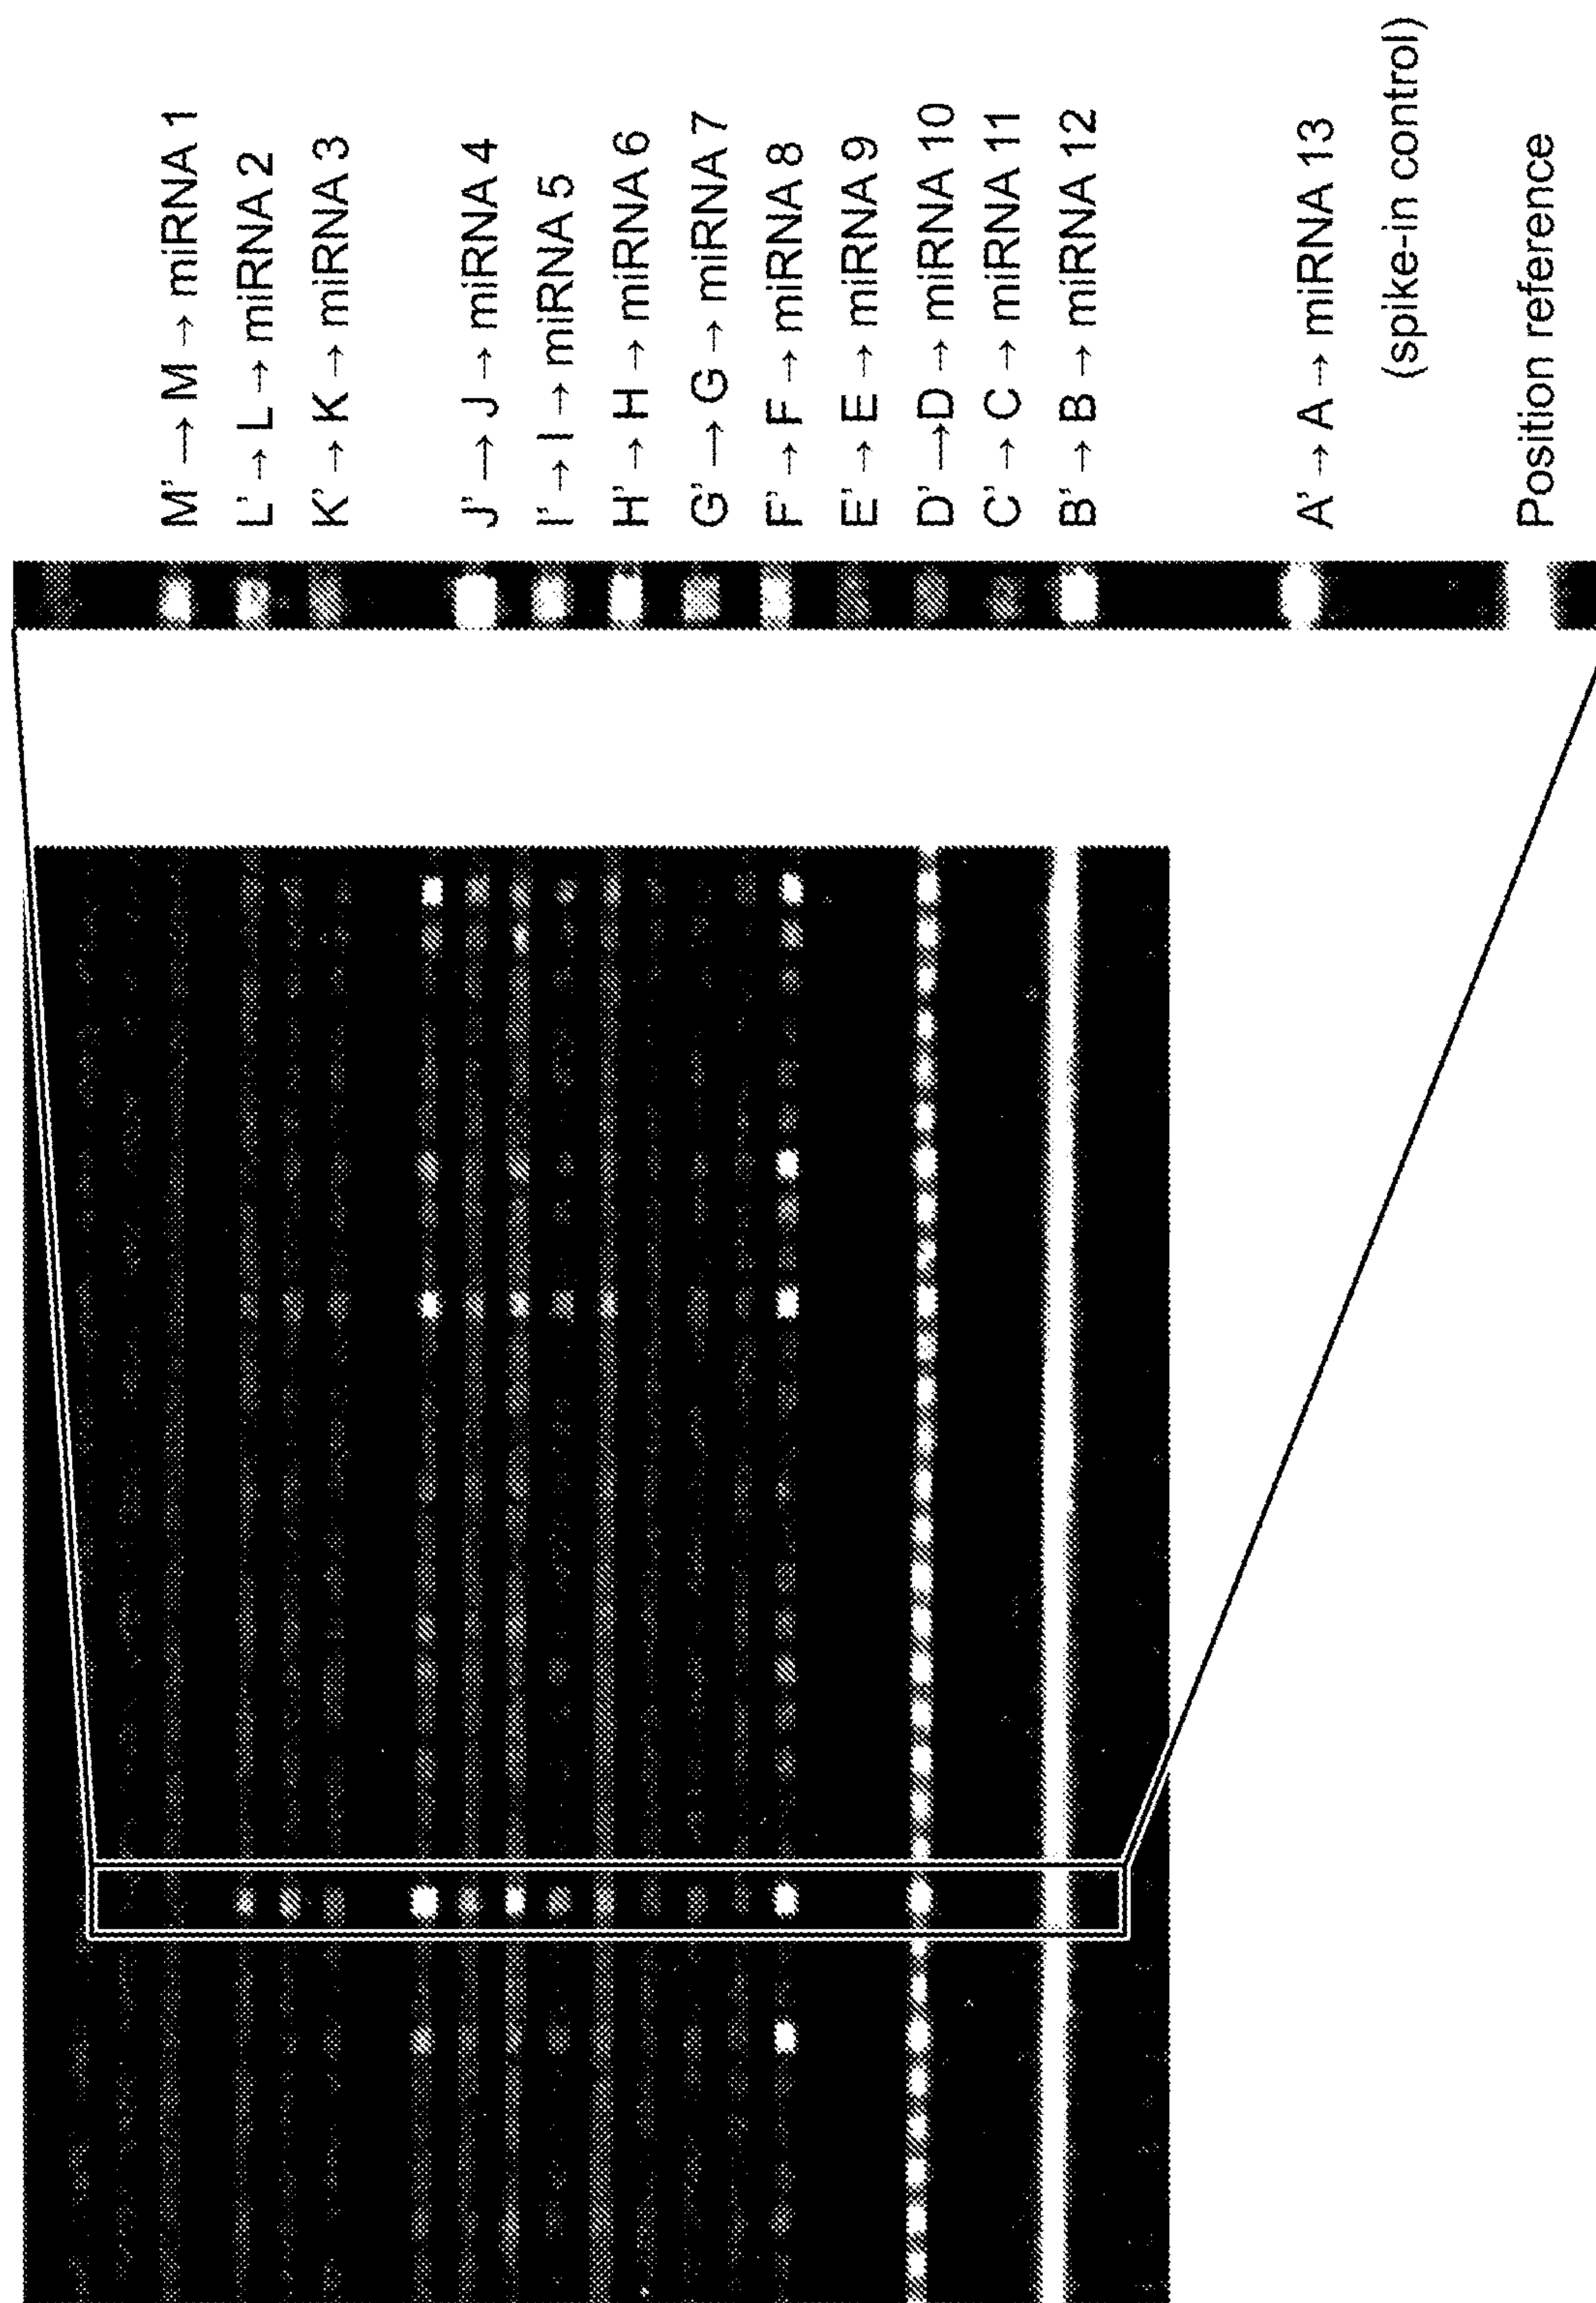 M' → M → miRNA 1
L' → L → miRNA 2
K' → K → miRNA 3
J' → J → miRNA 4
I' → I → miRNA 5
H' → H → miRNA 6
G' → G → miRNA 7
F' → F → miRNA 8
E' → E → miRNA 9
D' → D → miRNA 10
C' → C → miRNA 11
B' → B → miRNA 12
A' → A → miRNA 13
(spike-in control)
Position reference